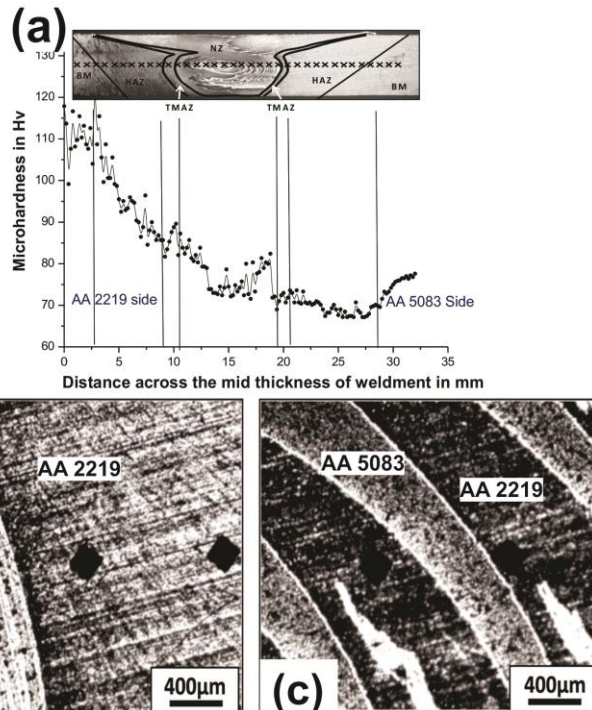 (a)
NZ
BM
HAZ
HAZ
BM
TMAZ
TMAZ
130
120
110
100
90
80
70
60
Microhardness in Hv
AA 2219 side
AA 5083 Side
0
5
10
15
20
25
30
35
Distance across the mid thickness of weldment in mm
AA 2219
400µm
AA 5083
AA 2219
(c)
400µm